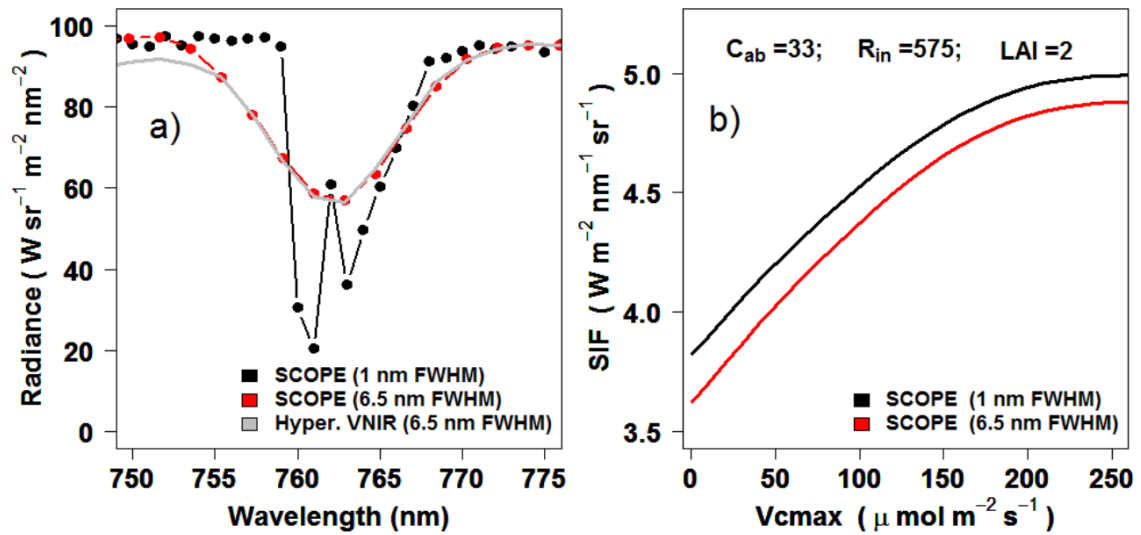 Radiance ( W sr⁻¹ m⁻² nm⁻²)
100
80
60
40
20
0
a)
SCOPE (1 nm FWHM)
SCOPE (6.5 nm FWHM)
Hyper. VNIR (6.5 nm FWHM)
750 755 760 765 770 775
Wavelength (nm)
SIF ( W m⁻² nm⁻¹ sr⁻¹)
5.0
4.5
4.0
3.5
C_ab =33; R_in =575; LAI =2
b)
SCOPE (1 nm FWHM)
SCOPE (6.5 nm FWHM)
0 50 100 150 200 250
Vcmax ( μ mol m⁻² s⁻¹)